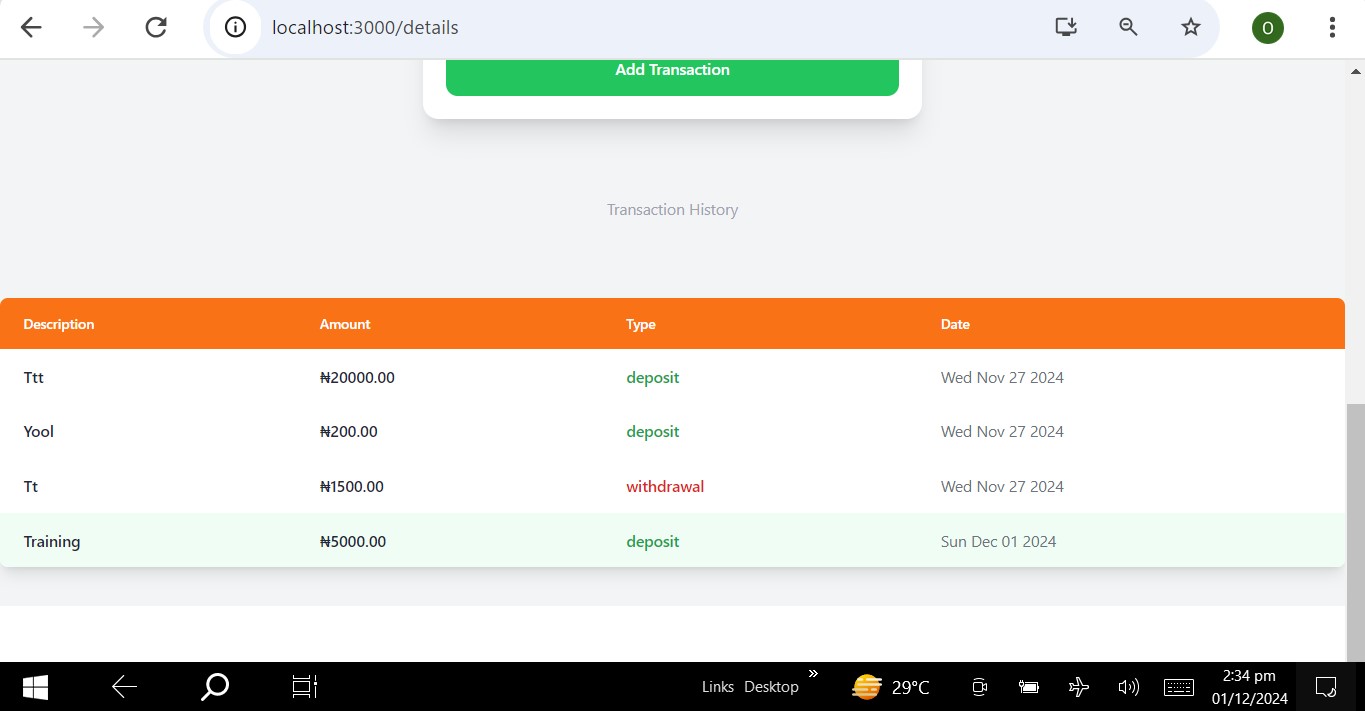 localhost:3000/details
O
Add Transaction
Transaction History
Description Amount Type Date
Ttt ₦20000.00 deposit Wed Nov 27 2024
Yool ₦200.00 deposit Wed Nov 27 2024
Tt ₦1500.00 withdrawal Wed Nov 27 2024
Training ₦5000.00 deposit Sun Dec 01 2024
Links Desktop » 29°C 2:34 pm
01/12/2024